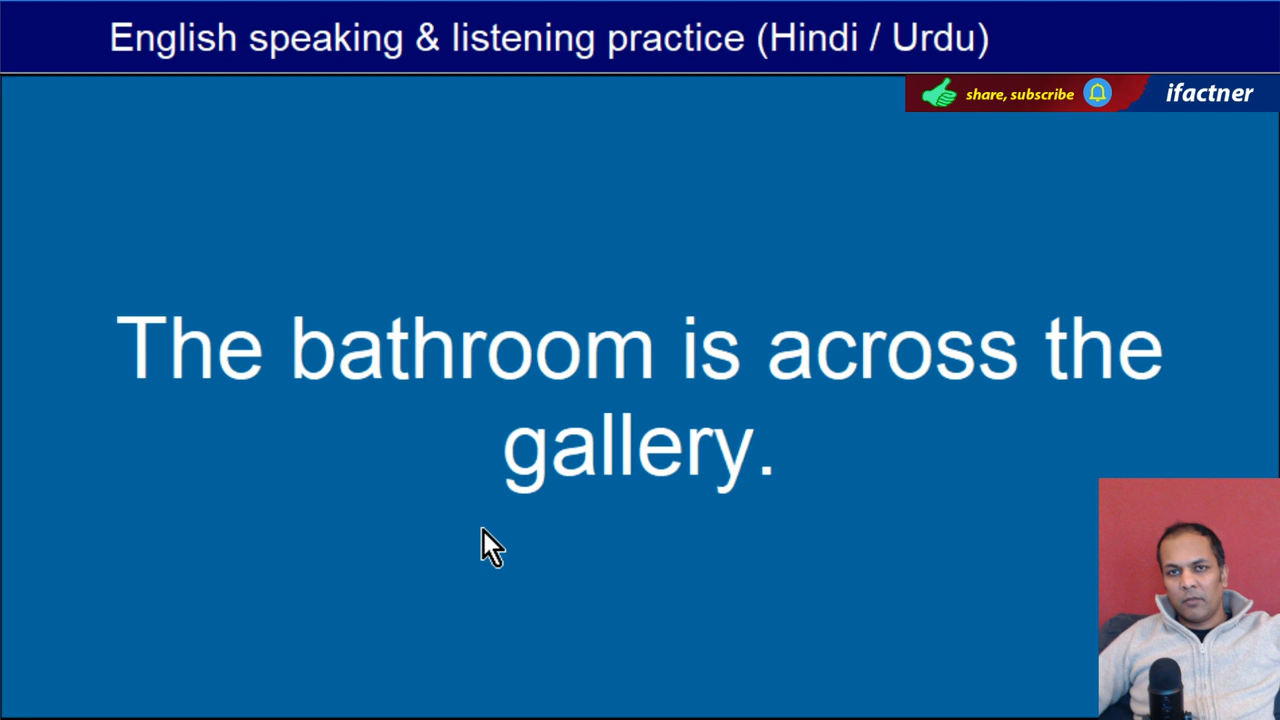 English speaking & listening practice (Hindi / Urdu)
share, subscribe
ifactner
The bathroom is across the
gallery.